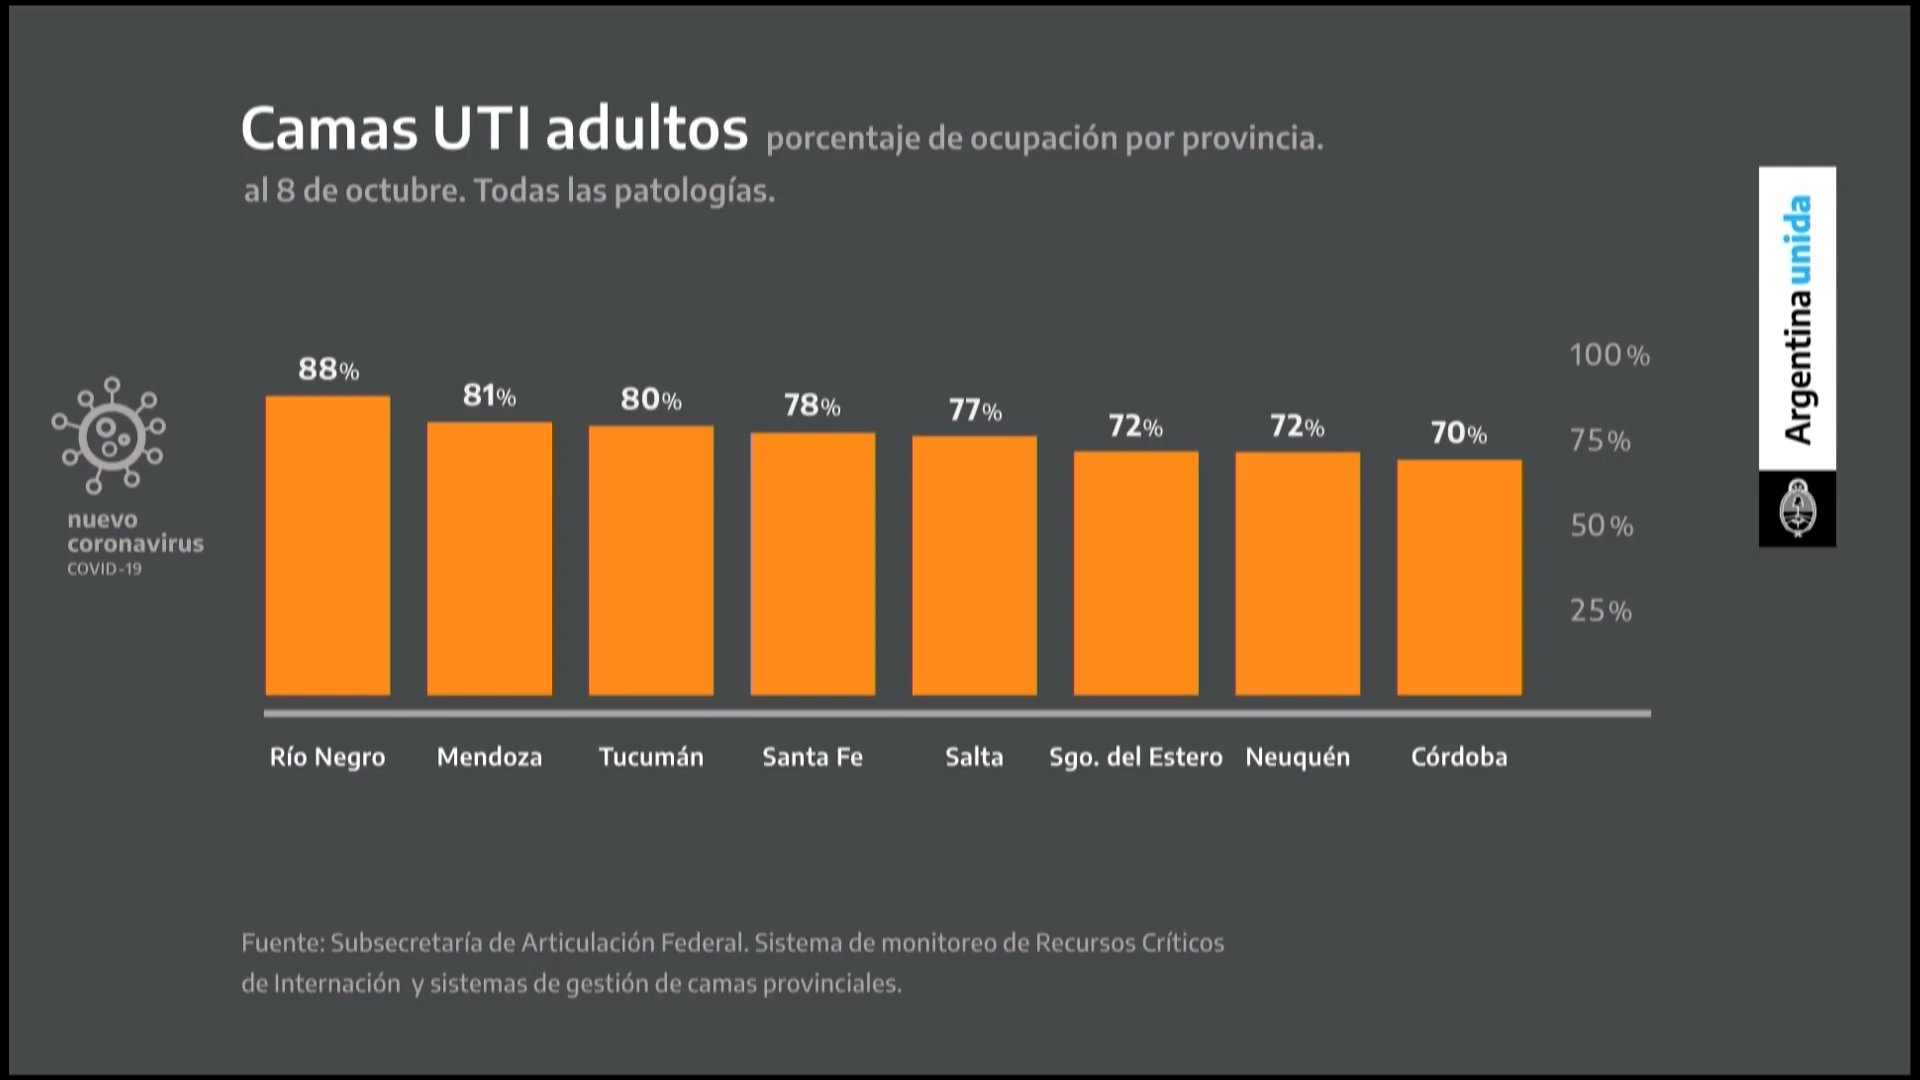 Camas UTI adultos porcentaje de ocupación por provincia.
al 8 de octubre. Todas las patologías.
Argentina unida
100%
88%
81%
80%
78%
77%
72%
72%
70%
75%
50%
25%
nuevo
coronavirus
COVID-19
Río Negro
Mendoza
Tucumán
Santa Fe
Salta
Sgo. del Estero
Neuquén
Córdoba
Fuente: Subsecretaría de Articulación Federal. Sistema de monitoreo de Recursos Críticos
de Internación y sistemas de gestión de camas provinciales.